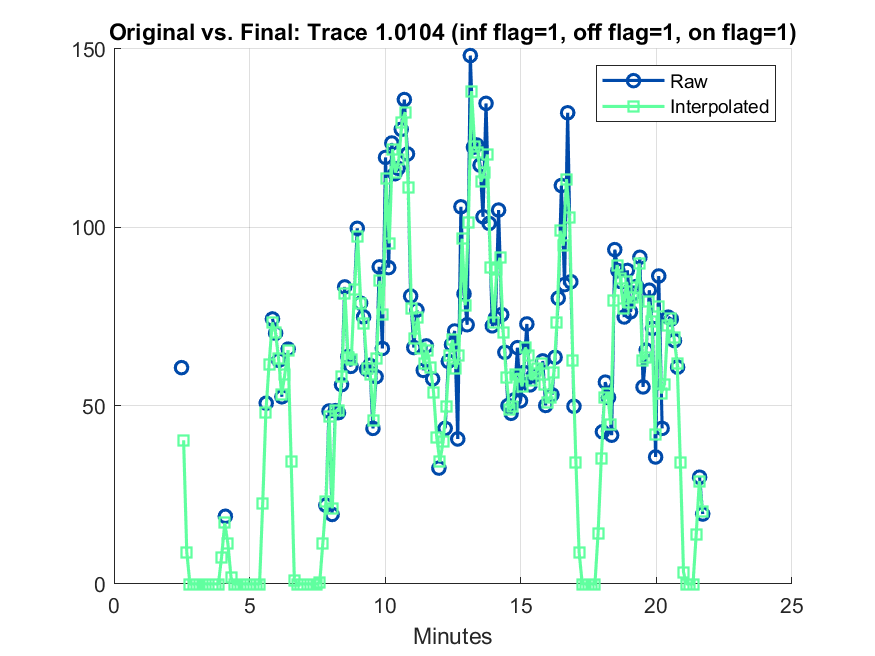 Original vs. Final: Trace 1.0104 (inf flag=1, off flag=1, on flag=1)
150
100
50
0
Raw
Interpolated
0 5 10 15 20 25
Minutes